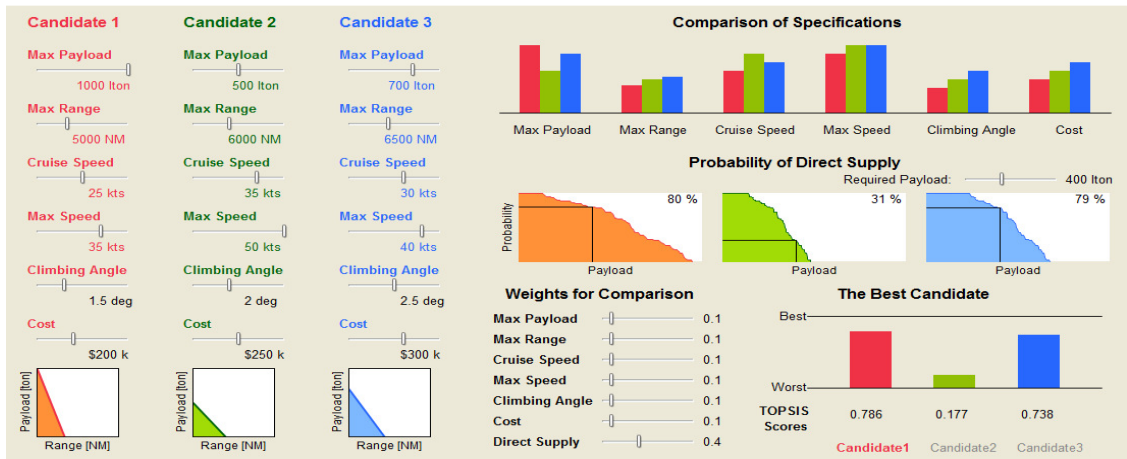 Candidate 1
Max Payload
1000 lton
Max Range
5000 NM
Cruise Speed
25 kts
Max Speed
35 kts
Climbing Angle
1.5 deg
Cost
$200 k
Payload [ton]
Range [NM]
Candidate 2
Max Payload
500 lton
Max Range
6000 NM
Cruise Speed
35 kts
Max Speed
50 kts
Climbing Angle
2 deg
Cost
$250 k
Payload [ton]
Range [NM]
Candidate 3
Max Payload
700 lton
Max Range
6500 NM
Cruise Speed
30 kts
Max Speed
40 kts
Climbing Angle
2.5 deg
Cost
$300 k
Payload [ton]
Range [NM]
Comparison of Specifications
Max Payload Max Range Cruise Speed Max Speed Climbing Angle Cost
Probability of Direct Supply
Required Payload: 400 lton
Probability
80 % 31 % 79 %
Payload Payload Payload
Weights for Comparison
Max Payload 0.1
Max Range 0.1
Cruise Speed 0.1
Max Speed 0.1
Climbing Angle 0.1
Cost 0.1
Direct Supply 0.4
The Best Candidate
Best
Worst
TOPSIS
Scores
0.786 0.177 0.738
Candidate1 Candidate2 Candidate3